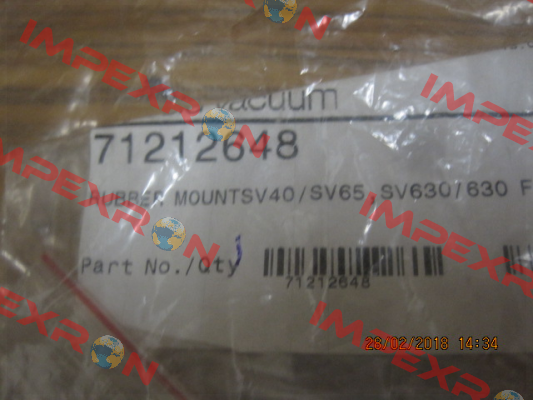 vacuum
71212648
RUBBER MOUNTSV40/SV65,SV630/630 F
Part No./Qty
71212648
28/02/2018 14:34
IMPEXRON
IMPEXRON
IMPEXRON
IMPEXRON
IMPEXRON
IMPEXRON